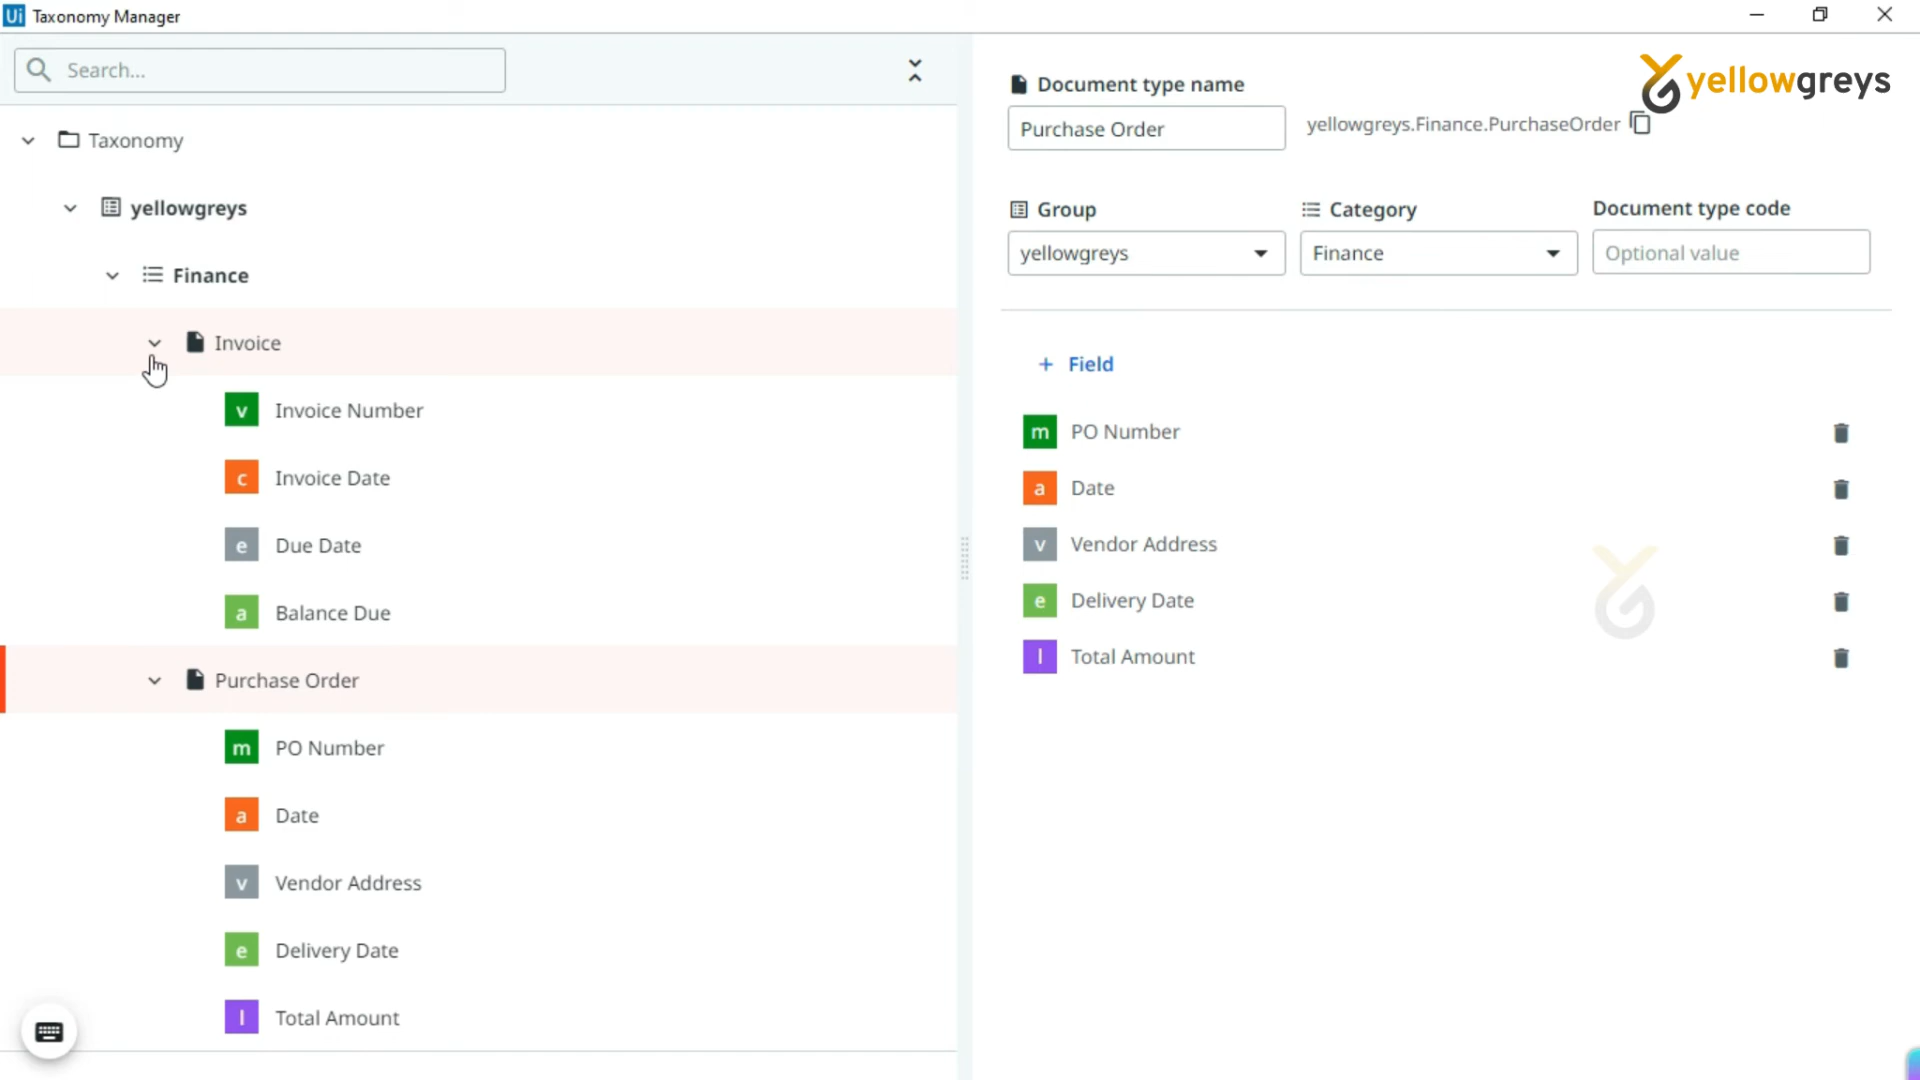 Ui Taxonomy Manager
Search...
Taxonomy
yellowgreys
Finance
Invoice
v Invoice Number
c Invoice Date
e Due Date
a Balance Due
Purchase Order
m PO Number
a Date
v Vendor Address
e Delivery Date
l Total Amount
yellowgreys
Document type name
Purchase Order
yellowgreys.Finance.PurchaseOrder
Group
Category
Document type code
yellowgreys
Finance
Optional value
+ Field
m PO Number
a Date
v Vendor Address
e Delivery Date
l Total Amount